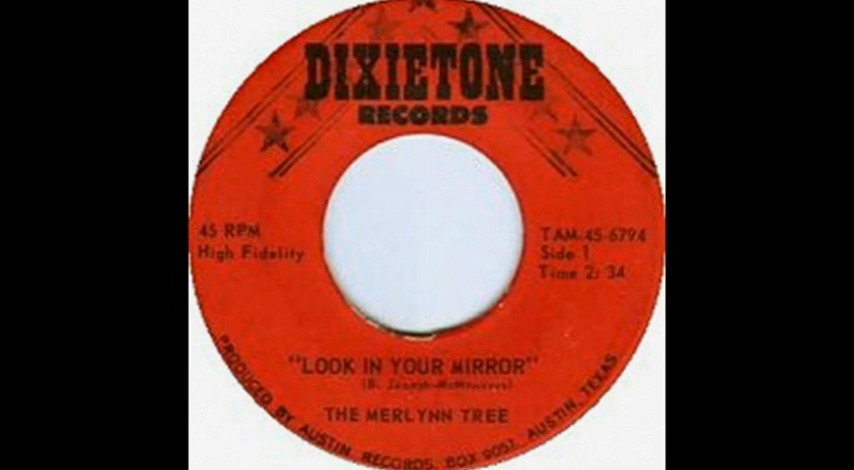 DIXIETONE
RECORDS
45 RPM
High Fidelity
TAM-45-6794
Side 1
Time 2: 34
"LOOK IN YOUR MIRROR"
(B. Joseph-
THE MERLYNN TREE
PRODUCED BY AUSTIN RECORDS, BOX 9051, AUSTIN, TEXAS